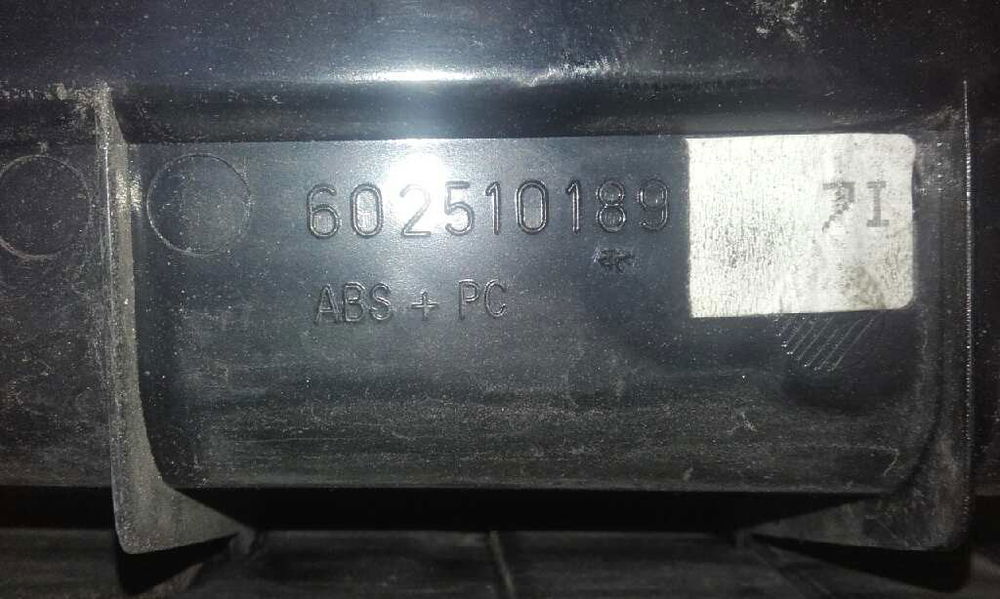 602510189
ABS + PC
7I